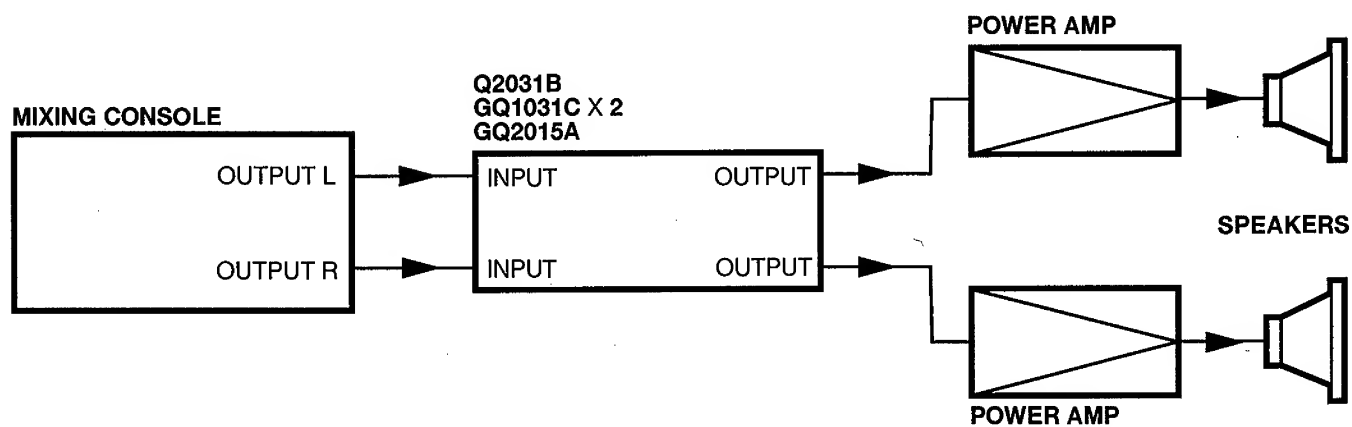 POWER AMP
Q2031B
GQ1031C X 2
GQ2015A
MIXING CONSOLE
OUTPUT L
INPUT
OUTPUT
SPEAKERS
OUTPUT R
INPUT
OUTPUT
POWER AMP